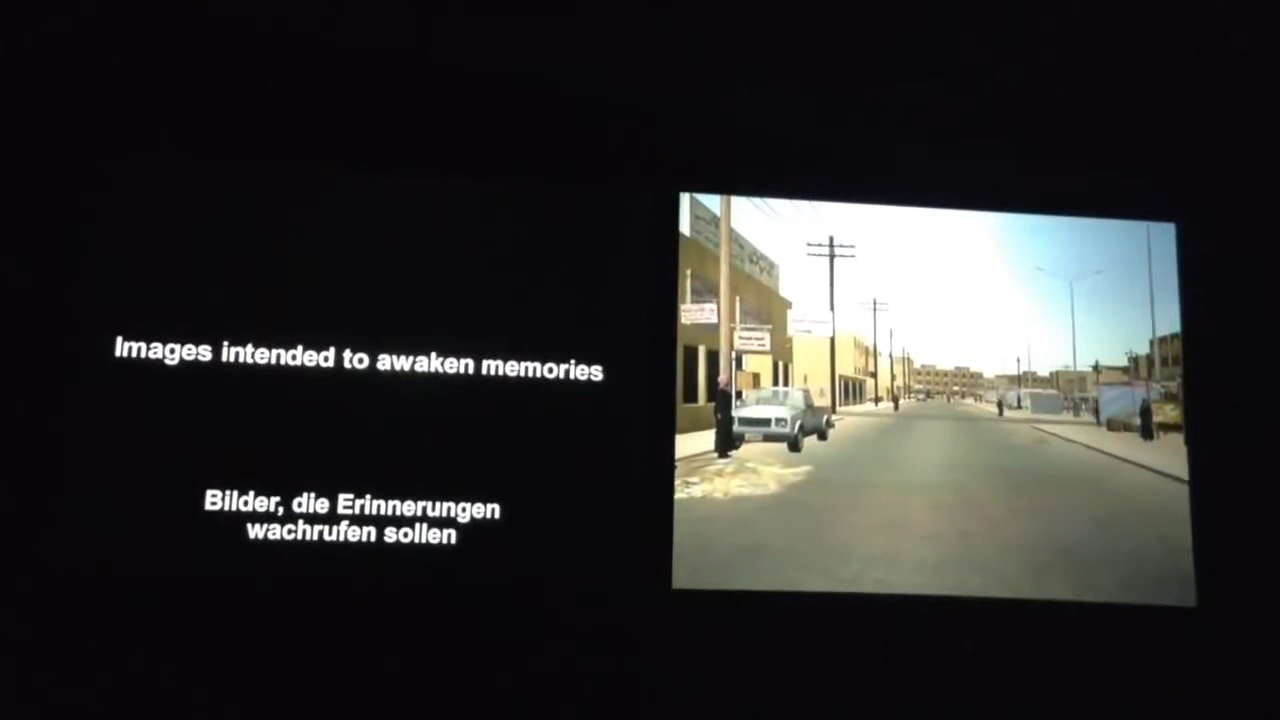 Images intended to awaken memories
Bilder, die Erinnerungen
wachrufen sollen